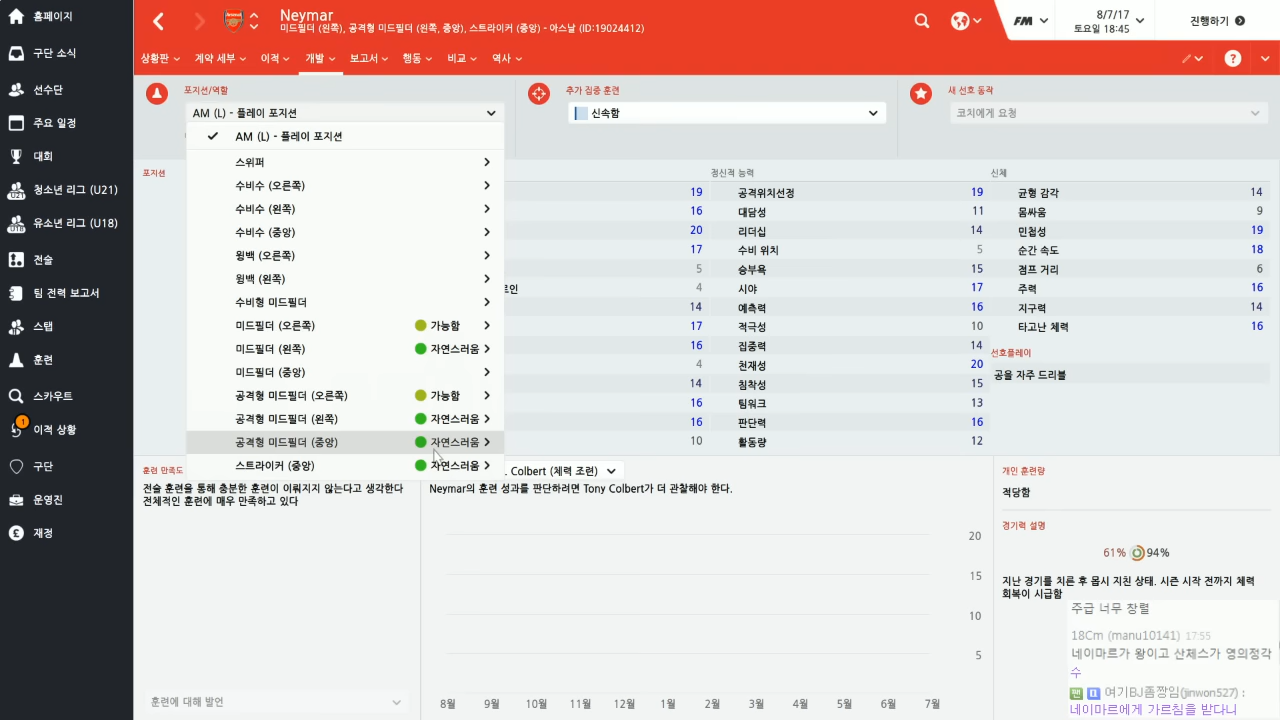 홈페이지
구단 소식
선수단
주요 일정
대회
청소년 리그 (U21)
유소년 리그 (U18)
전술
팀 전력 보고서
스탭
훈련
스카우트
1
이적 상황
구단
운영진
재정
Neymar
미드필더 (왼쪽), 공격형 미드필더 (왼쪽, 중앙), 스트라이커 (중앙) - 아스날 (ID:19024412)
FM
8/7/17
토요일 18:45
진행하기
상황판
계약 세부
이적
개발
보고서
행동
비교
역사
?
포지션/역할
AM (L) - 플레이 포지션
추가 집중 훈련
신속함
새 선호 동작
코치에게 요청
AM (L) - 플레이 포지션
스위퍼
수비수 (오른쪽)
수비수 (왼쪽)
수비수 (중앙)
윙백 (오른쪽)
윙백 (왼쪽)
수비형 미드필더
미드필더 (오른쪽) 가능함
미드필더 (왼쪽) 자연스러움
미드필더 (중앙)
공격형 미드필더 (오른쪽) 가능함
공격형 미드필더 (왼쪽) 자연스러움
공격형 미드필더 (중앙) 자연스러움
스트라이커 (중앙) 자연스러움
포지션
19
16
20
17
5
4
14
17
16
4
14
16
16
10
정신적 능력
공격위치선정 19
대담성 11
리더십 14
수비 위치 5
승부욕 15
시야 17
예측력 16
적극성 10
집중력 14
천재성 20
침착성 15
팀워크 13
판단력 16
활동량 12
신체
균형 감각 14
몸싸움 9
민첩성 19
순간 속도 18
점프 거리 6
주력 16
지구력 14
타고난 체력 16
선호플레이
공을 자주 드리블
훈련 만족도
전술 훈련을 통해 충분한 훈련이 이뤄지지 않는다고 생각한다
전체적인 훈련에 매우 만족하고 있다
훈련에 대해 발언
Colbert (체력 조련)
Neymar의 훈련 성과를 판단하려면 Tony Colbert가 더 관찰해야 한다.
20
15
10
5
8월 9월 10월 11월 12월 1월 2월 3월 4월 5월 6월 7월
개인 훈련량
적당함
경기력 설명
61% 94%
지난 경기를 치른 후 몹시 지친 상태. 시즌 시작 전까지 체력
회복이 시급함
주급 너무 창렬
18Cm (manu10141) 17:55
네이마르가 왕이고 산체스가 영의정각
수
팬 여기BJ좀짱임(jinwon527) :
네이마르에게 가르침을 받다니